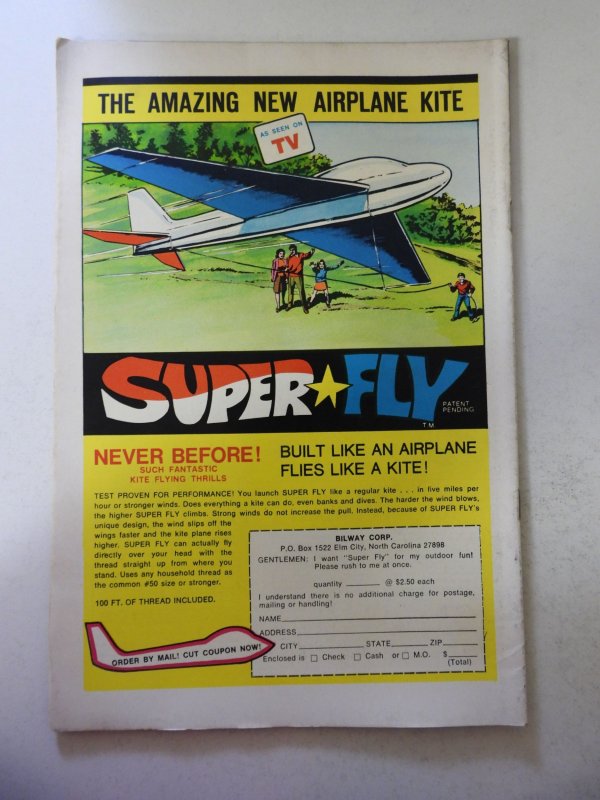 THE AMAZING NEW AIRPLANE KITE
AS SEEN ON
TV
SUPER★FLY
PATENT
PENDING
TM
NEVER BEFORE!
SUCH FANTASTIC
KITE FLYING THRILLS
BUILT LIKE AN AIRPLANE
FLIES LIKE A KITE!
TEST PROVEN FOR PERFORMANCE! You launch SUPER FLY like a regular kite . . . in five miles per
hour or stronger winds. Does everything a kite can do, even banks and dives. The harder the wind blows,
the higher SUPER FLY climbs. Strong winds do not increase the pull. Instead, because of SUPER FLY's
unique design, the wind slips off the
wings faster and the kite plane rises
higher. SUPER FLY can actually fly
directly over your head with the
thread straight up from where you
stand. Uses any household thread as
the common #50 size or stronger.
100 FT. OF THREAD INCLUDED.
ORDER BY MAIL! CUT COUPON NOW!
BILWAY CORP.
P.O. Box 1522 Elm City, North Carolina 27898
GENTLEMEN: I want "Super Fly" for my outdoor fun!
Please rush to me at once.
quantity ______ @ $2.50 each
I understand there is no additional charge for postage,
mailing or handling!
NAME
ADDRESS
CITY STATE ZIP
Enclosed is □ Check □ Cash or □ M.O. $
(Total)